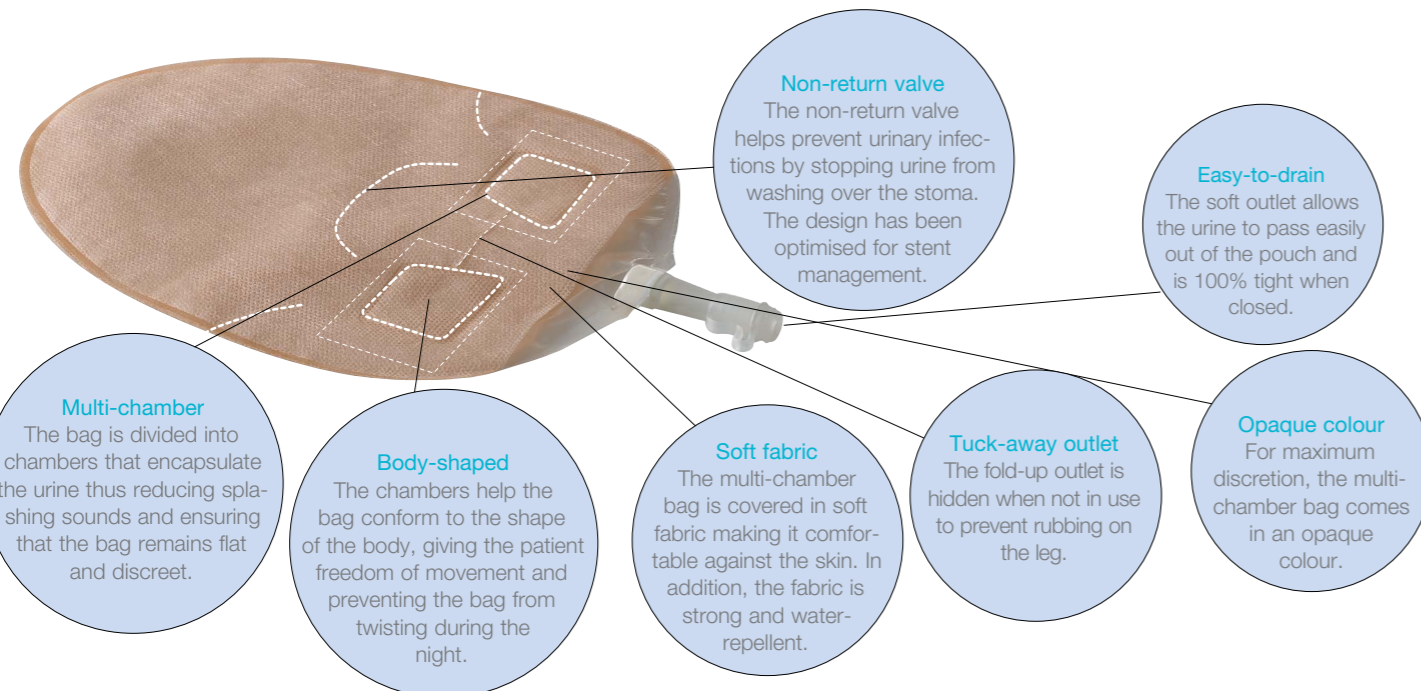 Non-return valve
The non-return valve
helps prevent urinary infec-
tions by stopping urine from
washing over the stoma.
The design has been
optimised for stent
management.
Easy-to-drain
The soft outlet allows
the urine to pass easily
out of the pouch and
is 100% tight when
closed.
Multi-chamber
The bag is divided into
chambers that encapsulate
the urine thus reducing spla-
shing sounds and ensuring
that the bag remains flat
and discreet.
Body-shaped
The chambers help the
bag conform to the shape
of the body, giving the patient
freedom of movement and
preventing the bag from
twisting during the
night.
Soft fabric
The multi-chamber
bag is covered in soft
fabric making it comfor-
table against the skin. In
addition, the fabric is
strong and water-
repellent.
Tuck-away outlet
The fold-up outlet is
hidden when not in use
to prevent rubbing on
the leg.
Opaque colour
For maximum
discretion, the multi-
chamber bag comes
in an opaque
colour.